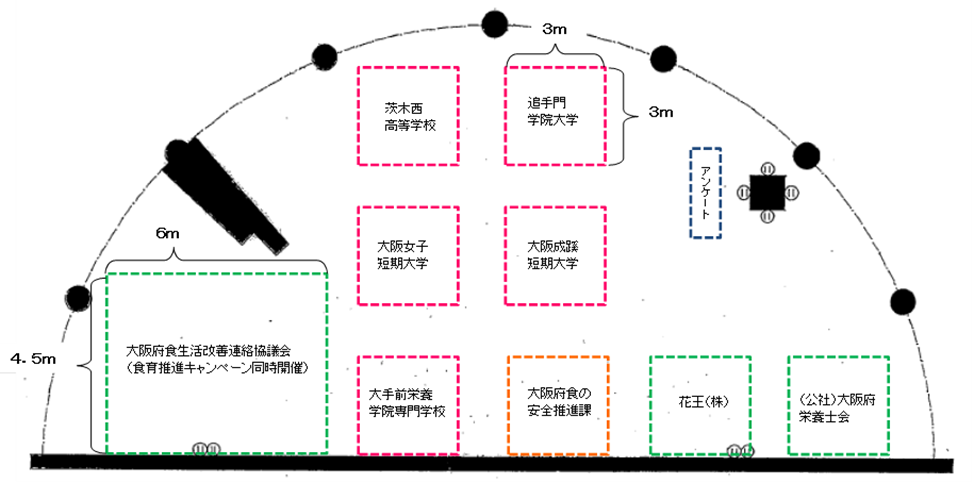 3m
茨木西
高等学校
追手門
学院大学
3m
アンケート
6m
大阪女子
短期大学
大阪成蹊
短期大学
4.5m
大阪府食生活改善連絡協議会
(食育推進キャンペーン同時開催)
大手前栄養
学院専門学校
大阪府食の
安全推進課
花王(株)
(公社)大阪府
栄養士会